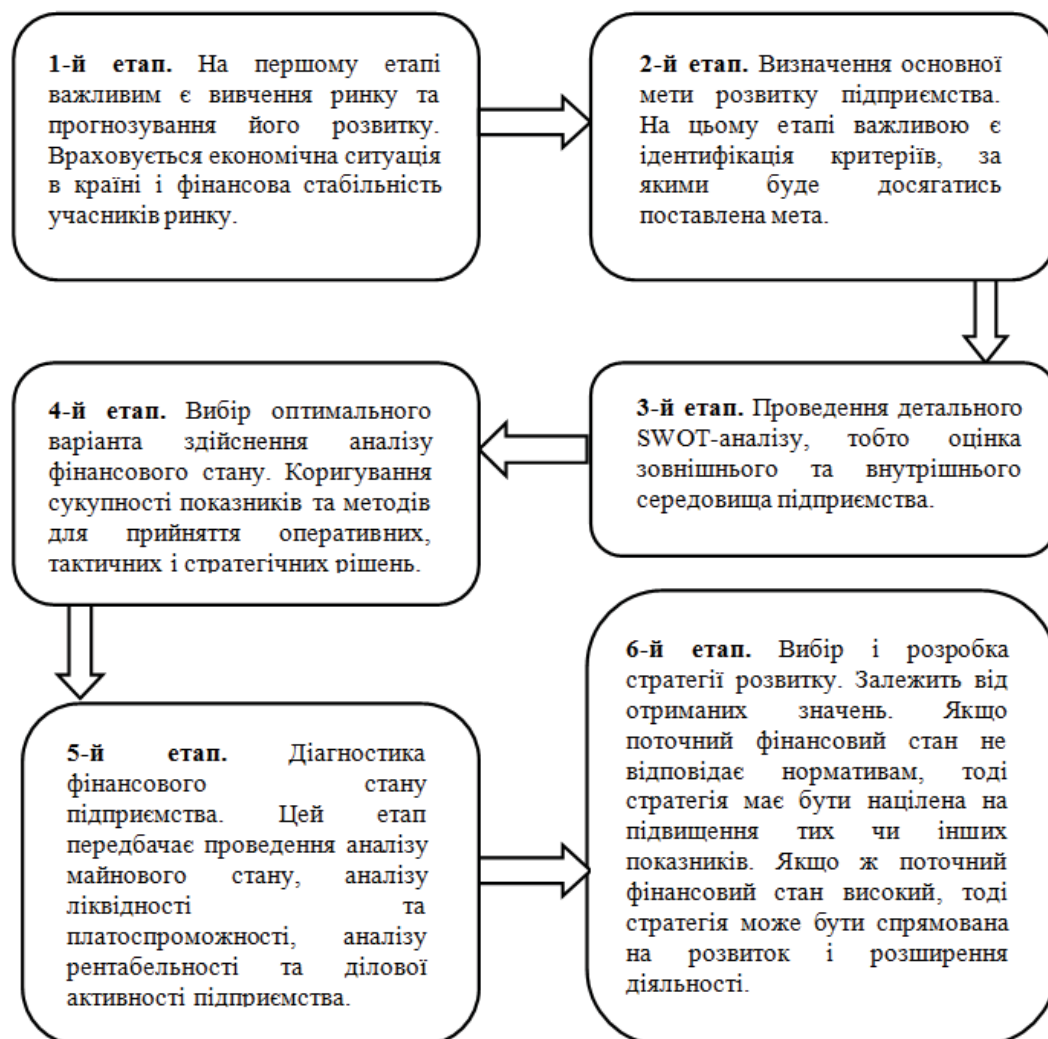 1-й етап. На першому етапі
важливим є вивчення ринку та
прогнозування його розвитку.
Враховується економічна ситуація
в країні і фінансова стабільність
учасників ринку.
2-й етап. Визначення основної
мети розвитку підприємства.
На цьому етапі важливою є
ідентифікація критеріїв, за
якими буде досягатись
поставлена мета.
3-й етап. Проведення детального
SWOT-аналізу, тобто оцінка
зовнішнього та внутрішнього
середовища підприємства.
4-й етап. Вибір оптимального
варіанта здійснення аналізу
фінансового стану. Коригування
сукупності показників та методів
для прийняття оперативних,
тактичних і стратегічних рішень.
5-й етап. Діагностика
фінансового стану
підприємства. Цей етап
передбачає проведення аналізу
майнового стану, аналізу
ліквідності та
платоспроможності, аналізу
рентабельності та ділової
активності підприємства.
6-й етап. Вибір і розробка
стратегії розвитку. Залежить від
отриманих значень. Якщо
поточний фінансовий стан не
відповідає нормативам, тоді
стратегія має бути націлена на
підвищення тих чи інших
показників. Якщо ж поточний
фінансовий стан високий, тоді
стратегія може бути спрямована
на розвиток і розширення
діяльності.